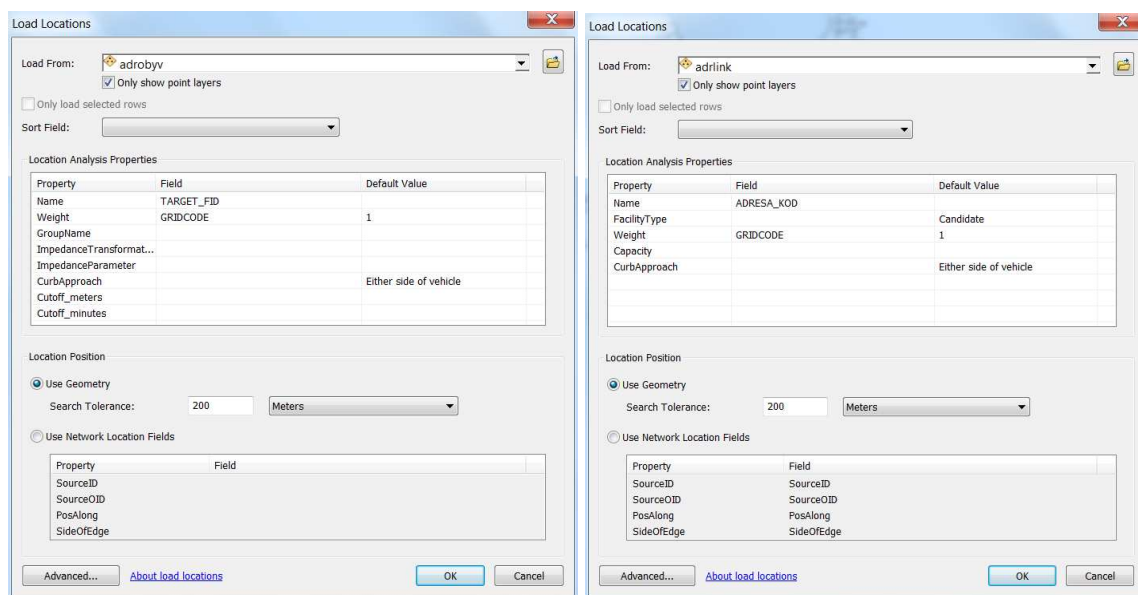 Load Locations
Load From: adrobyv
Only show point layers
Only load selected rows
Sort Field:
Location Analysis Properties
Property Field Default Value
Name TARGET_FID
Weight GRIDCODE 1
GroupName
ImpedanceTransformat...
ImpedanceParameter
CurbApproach Either side of vehicle
Cutoff_meters
Cutoff_minutes
Location Position
Use Geometry
Search Tolerance: 200 Meters
Use Network Location Fields
Property Field
SourceID
SourceOID
PosAlong
SideOfEdge
Advanced... About load locations OK Cancel
Load Locations
Load From: adrlink
Only show point layers
Only load selected rows
Sort Field:
Location Analysis Properties
Property Field Default Value
Name ADRESA_KOD
FacilityType Candidate
Weight GRIDCODE 1
Capacity
CurbApproach Either side of vehicle
Location Position
Use Geometry
Search Tolerance: 200 Meters
Use Network Location Fields
Property Field
SourceID SourceID
SourceOID SourceOID
PosAlong PosAlong
SideOfEdge SideOfEdge
Advanced... About load locations OK Cancel